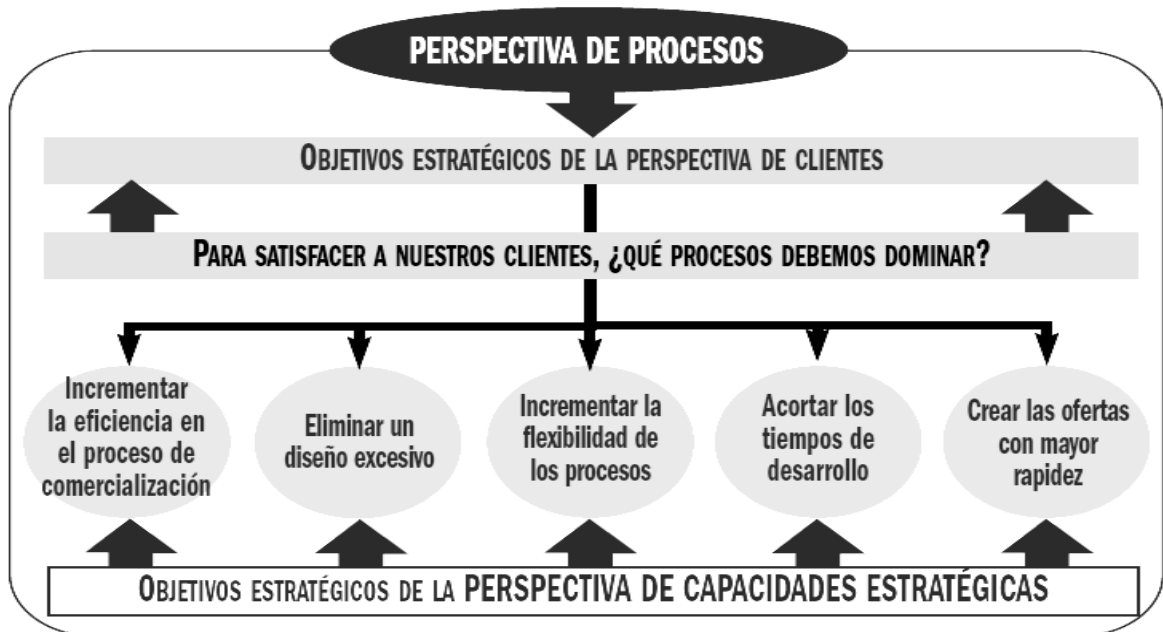 PERSPECTIVA DE PROCESOS
OBJETIVOS ESTRATÉGICOS DE LA PERSPECTIVA DE CLIENTES
PARA SATISFACER A NUESTROS CLIENTES, ¿QUÉ PROCESOS DEBEMOS DOMINAR?
Incrementar
la eficiencia en
el proceso de
comercialización
Eliminar un
diseño excesivo
Incrementar la
flexibilidad de
los procesos
Acortar los
tiempos de
desarrollo
Crear las ofertas
con mayor
rapidez
OBJETIVOS ESTRATÉGICOS DE LA PERSPECTIVA DE CAPACIDADES ESTRATÉGICAS